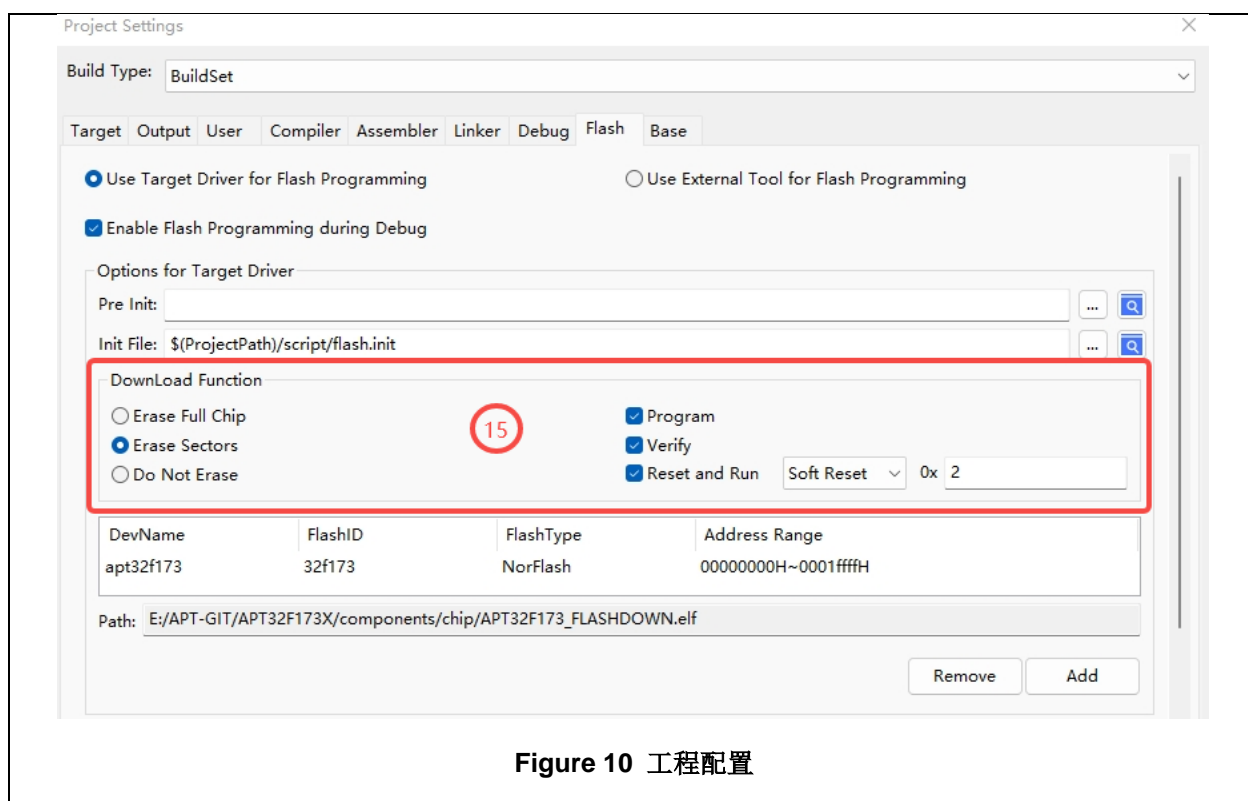 Project Settings
Build Type: BuildSet
Target Output User Compiler Assembler Linker Debug Flash Base
Use Target Driver for Flash Programming Use External Tool for Flash Programming
Enable Flash Programming during Debug
Options for Target Driver
Pre Init: ...
Init File: $(ProjectPath)/script/flash.init ...
DownLoad Function
Erase Full Chip Program
15
Erase Sectors Verify
Do Not Erase Reset and Run Soft Reset 0x 2
DevName FlashID FlashType Address Range
apt32f173 32f173 NorFlash 00000000H~0001ffffH
Path: E:/APT-GIT/APT32F173X/components/chip/APT32F173_FLASHDOWN.elf
Remove Add
Figure 10 工程配置